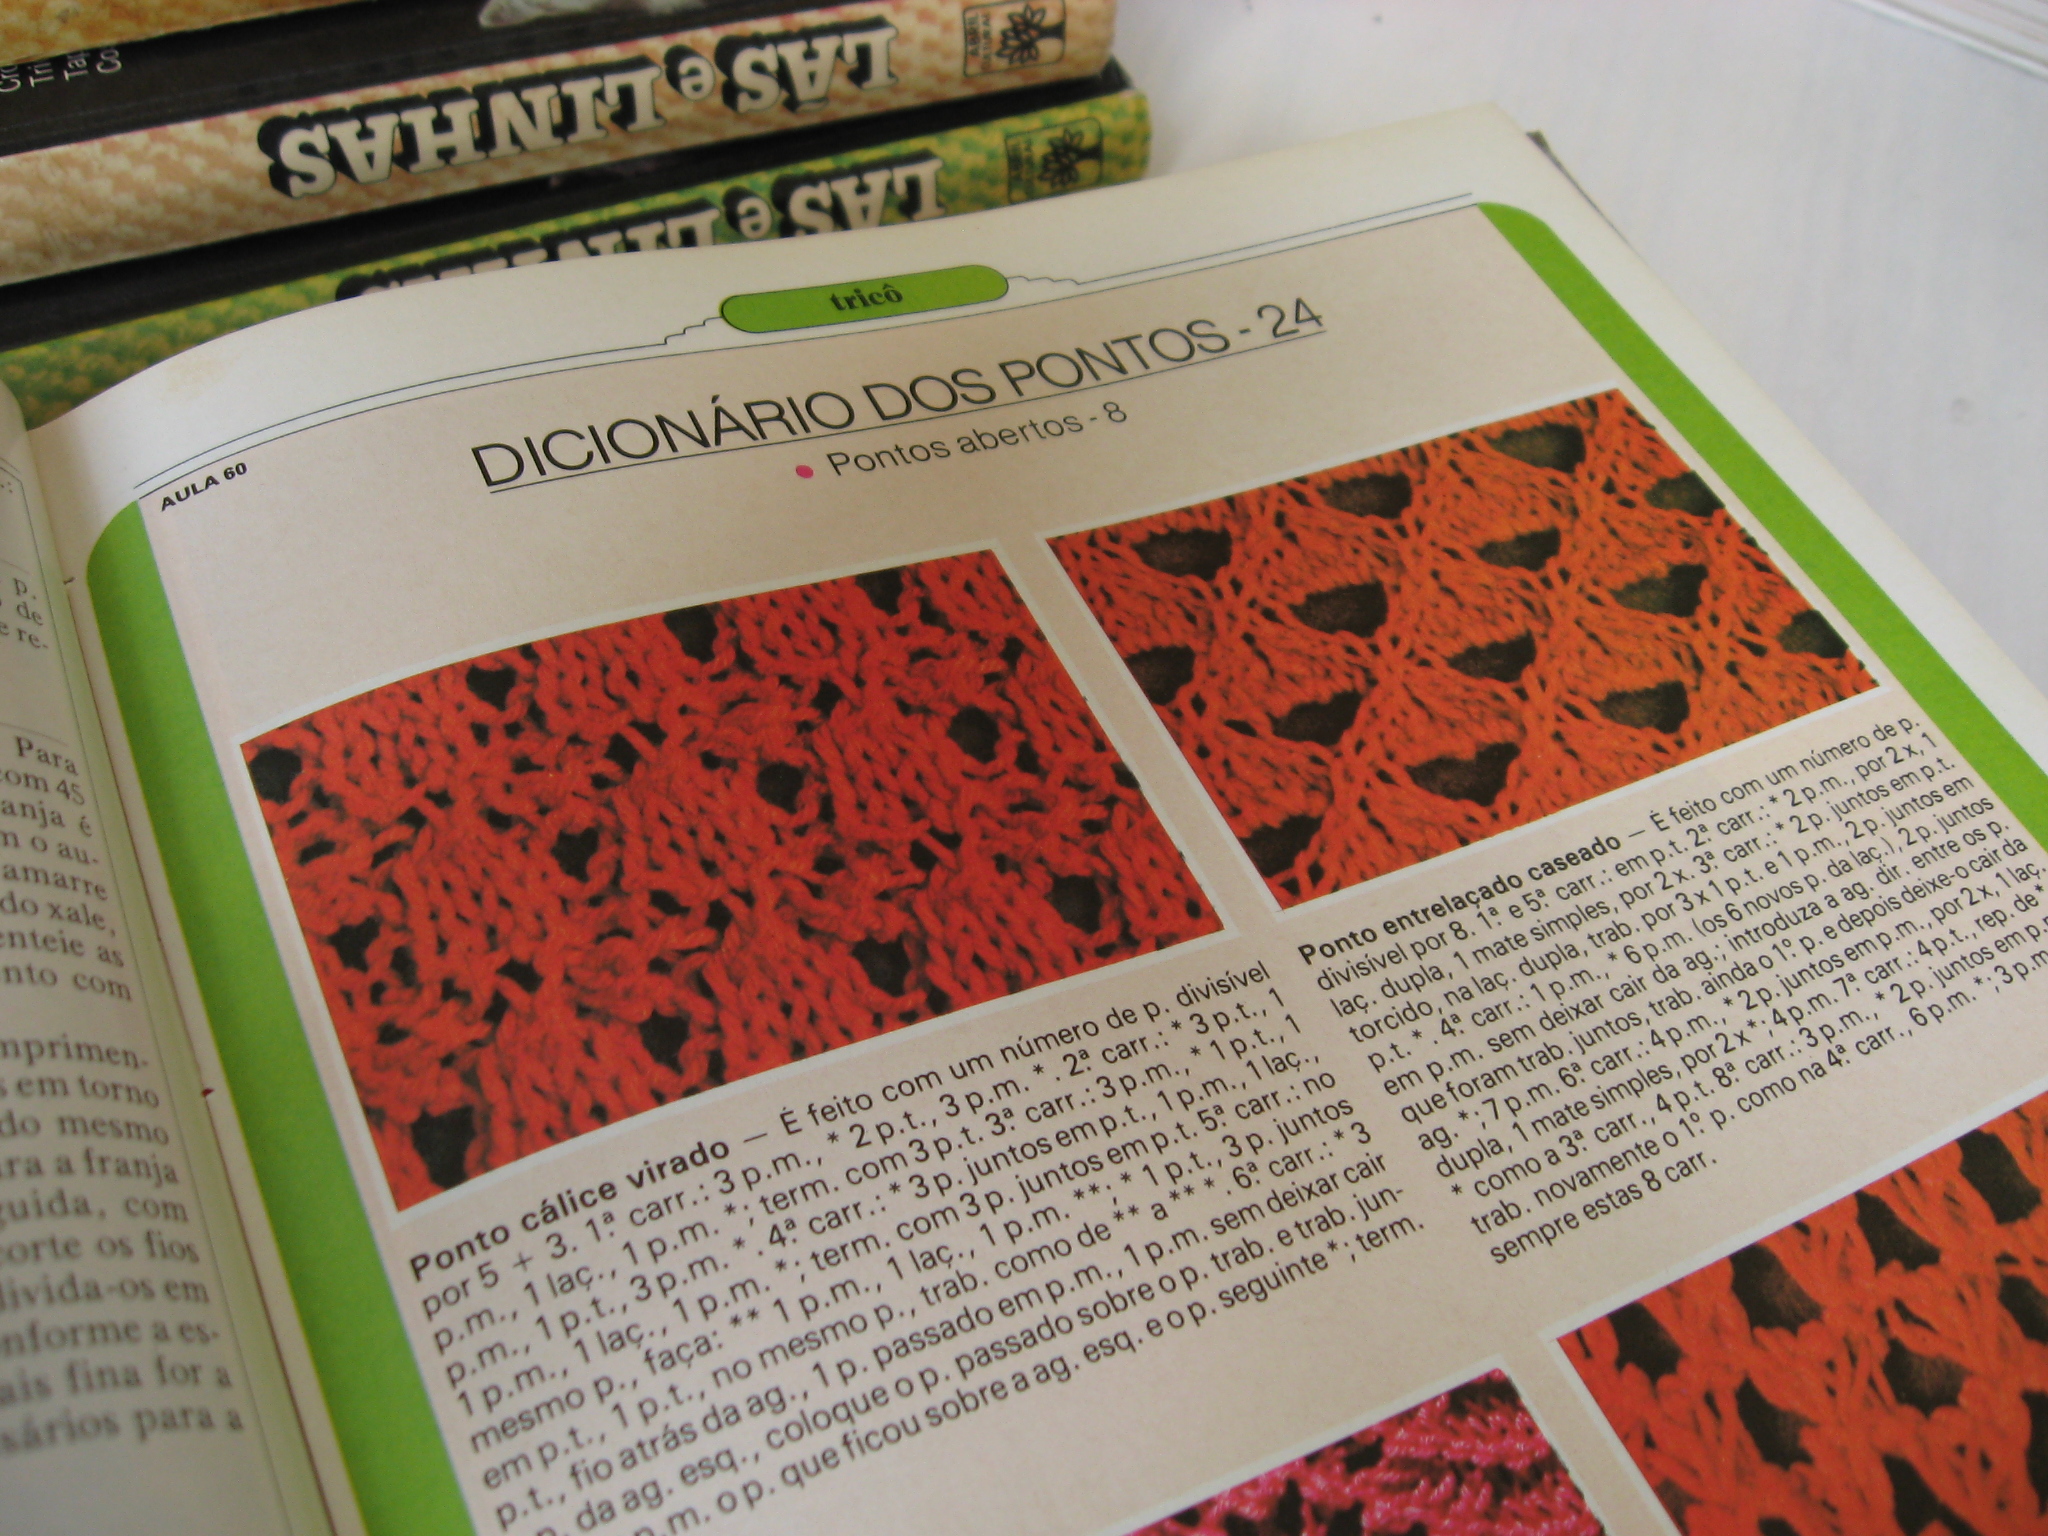 LÃS e LINHAS
ABRIL CULTURAL
LÃS e LINHAS
ABRIL CULTURAL
tricô
DICIONÁRIO DOS PONTOS - 24
• Pontos abertos - 8
AULA 60
p.
de
e re-
Para
com 45
anja é
m o au-
amarre
do xale,
enteie as
nto com
mprimen-
s em torno
do mesmo
ra a franja
guida, com
corte os fios
divida-os em
onforme a es-
ais fina for a
sários para a
Ponto cálice virado — É feito com um número de p. divisível
por 5 + 3. 1ª carr.: 3 p.m., * 2 p.t., 3 p.m. *. 2ª carr.: * 3 p.t., 1
p.m., 1 laç., 1 p.m. *; term. com 3 p.t. 3ª carr.: 3 p.m., * 1 p.t., 1
p.m., 1 p.t., 3 p.m. *. 4ª carr.: * 3 p. juntos em p.t., 1 p.m., 1 laç.,
1 p.m., 1 laç., 1 p.m. *; term. com 3 p. juntos em p.t. 5ª carr.: no
mesmo p., faça: ** 1 p.m., 1 laç., 1 p.m. **; * 1 p.t., 3 p. juntos
em p.t., 1 p.t., no mesmo p., trab. como de ** a ** *. 6ª carr.: * 3
p.t., fio atrás da ag., 1 p. passado em p.m., 1 p.m. sem deixar cair
p. da ag. esq., coloque o p. passado sobre o p. trab. e trab. jun-
p.m. o p. que ficou sobre a ag. esq. e o p. seguinte *; term.
Ponto entrelaçado caseado — É feito com um número de p.
divisível por 8. 1ª e 5ª carr.: em p.t. 2ª carr.: * 2 p.m., por 2 x, 1
laç. dupla, 1 mate simples, por 2 x. 3ª carr.: * 2 p. juntos em p.t.
torcido, na laç. dupla, trab. por 3 x 1 p.t. e 1 p.m., 2 p. juntos em
p.t. *. 4ª carr.: 1 p.m., * 6 p.m. (os 6 novos p. da laç.), 2 p. juntos
em p.m. sem deixar cair da ag.; introduza a ag. dir. entre os p.
que foram trab. juntos, trab. ainda o 1º p. e depois deixe-o cair da
ag. *; 7 p.m. 6ª carr.: 4 p.m., * 2 p. juntos em p.m., por 2 x, 1 laç.
dupla, 1 mate simples, por 2 x *; 4 p.m. 7ª carr.: 4 p.t., rep. de *
* como a 3ª carr., 4 p.t. 8ª carr.: 3 p.m., * 2 p. juntos em p.m
trab. novamente o 1º p. como na 4ª carr., 6 p.m. *; 3 p.m
sempre estas 8 carr.